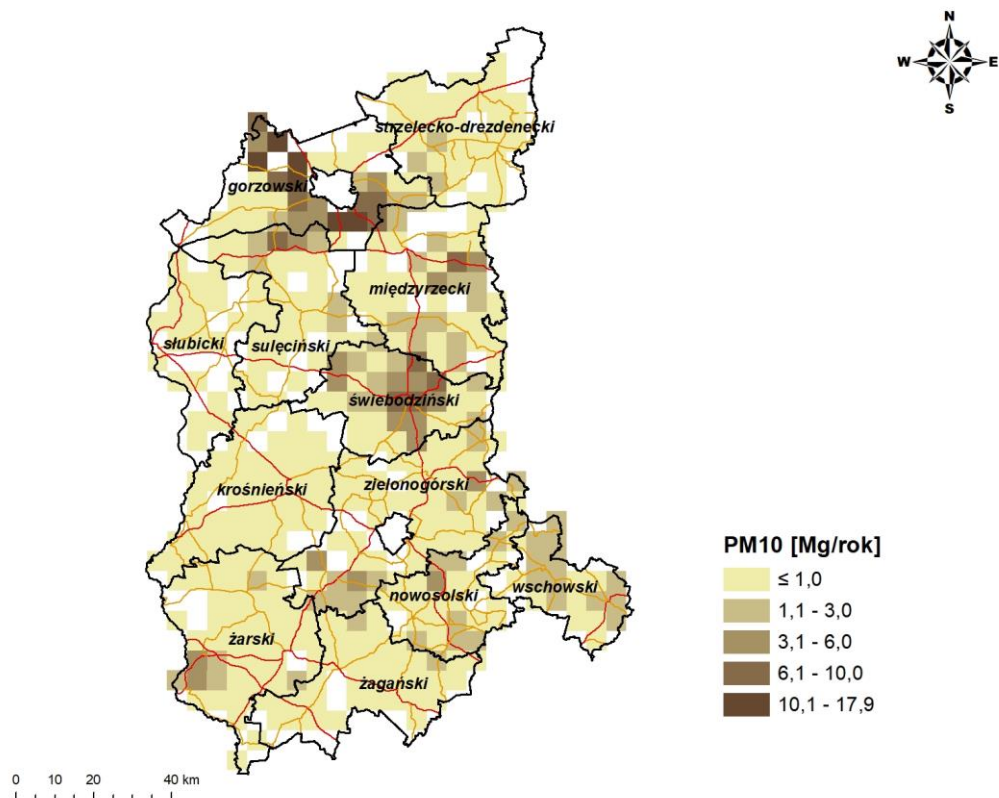 N
W E
S
strzelecko-drezdenecki
gorzowski
międzyrzecki
słubicki
sulęciński
świebodziński
krośnieński
zielonogórski
nowosolski
wschowski
żarski
żagański
PM10 [Mg/rok]
≤ 1,0
1,1 - 3,0
3,1 - 6,0
6,1 - 10,0
10,1 - 17,9
0 10 20 40 km